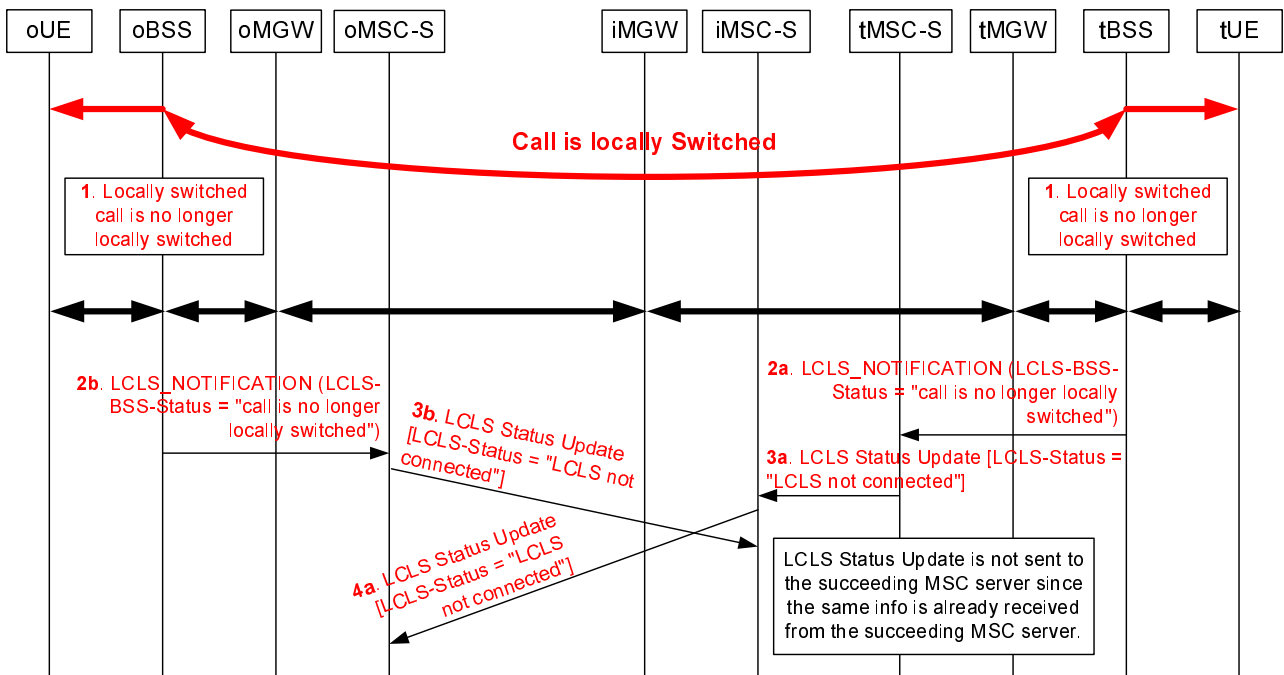 oUE
oBSS
oMGW
oMSC-S
iMGW
iMSC-S
tMSC-S
tMGW
tBSS
tUE
Call is locally Switched
1. Locally switched
call is no longer
locally switched
1. Locally switched
call is no longer
locally switched
2b. LCLS_NOTIFICATION (LCLS-
BSS-Status = "call is no longer
locally switched")
2a. LCLS_NOTIFICATION (LCLS-BSS-
Status = "call is no longer locally
switched")
3b. LCLS Status Update
[LCLS-Status = "LCLS not
connected"]
3a. LCLS Status Update [LCLS-Status =
"LCLS not connected"]
4a. LCLS Status Update
[LCLS-Status = "LCLS
not connected"]
LCLS Status Update is not sent to
the succeeding MSC server since
the same info is already received
from the succeeding MSC server.